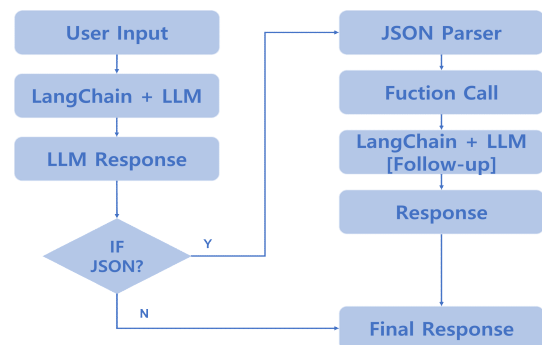 User Input
LangChain + LLM
LLM Response
IF
JSON?
Y
N
JSON Parser
Fuction Call
LangChain + LLM
[Follow-up]
Response
Final Response